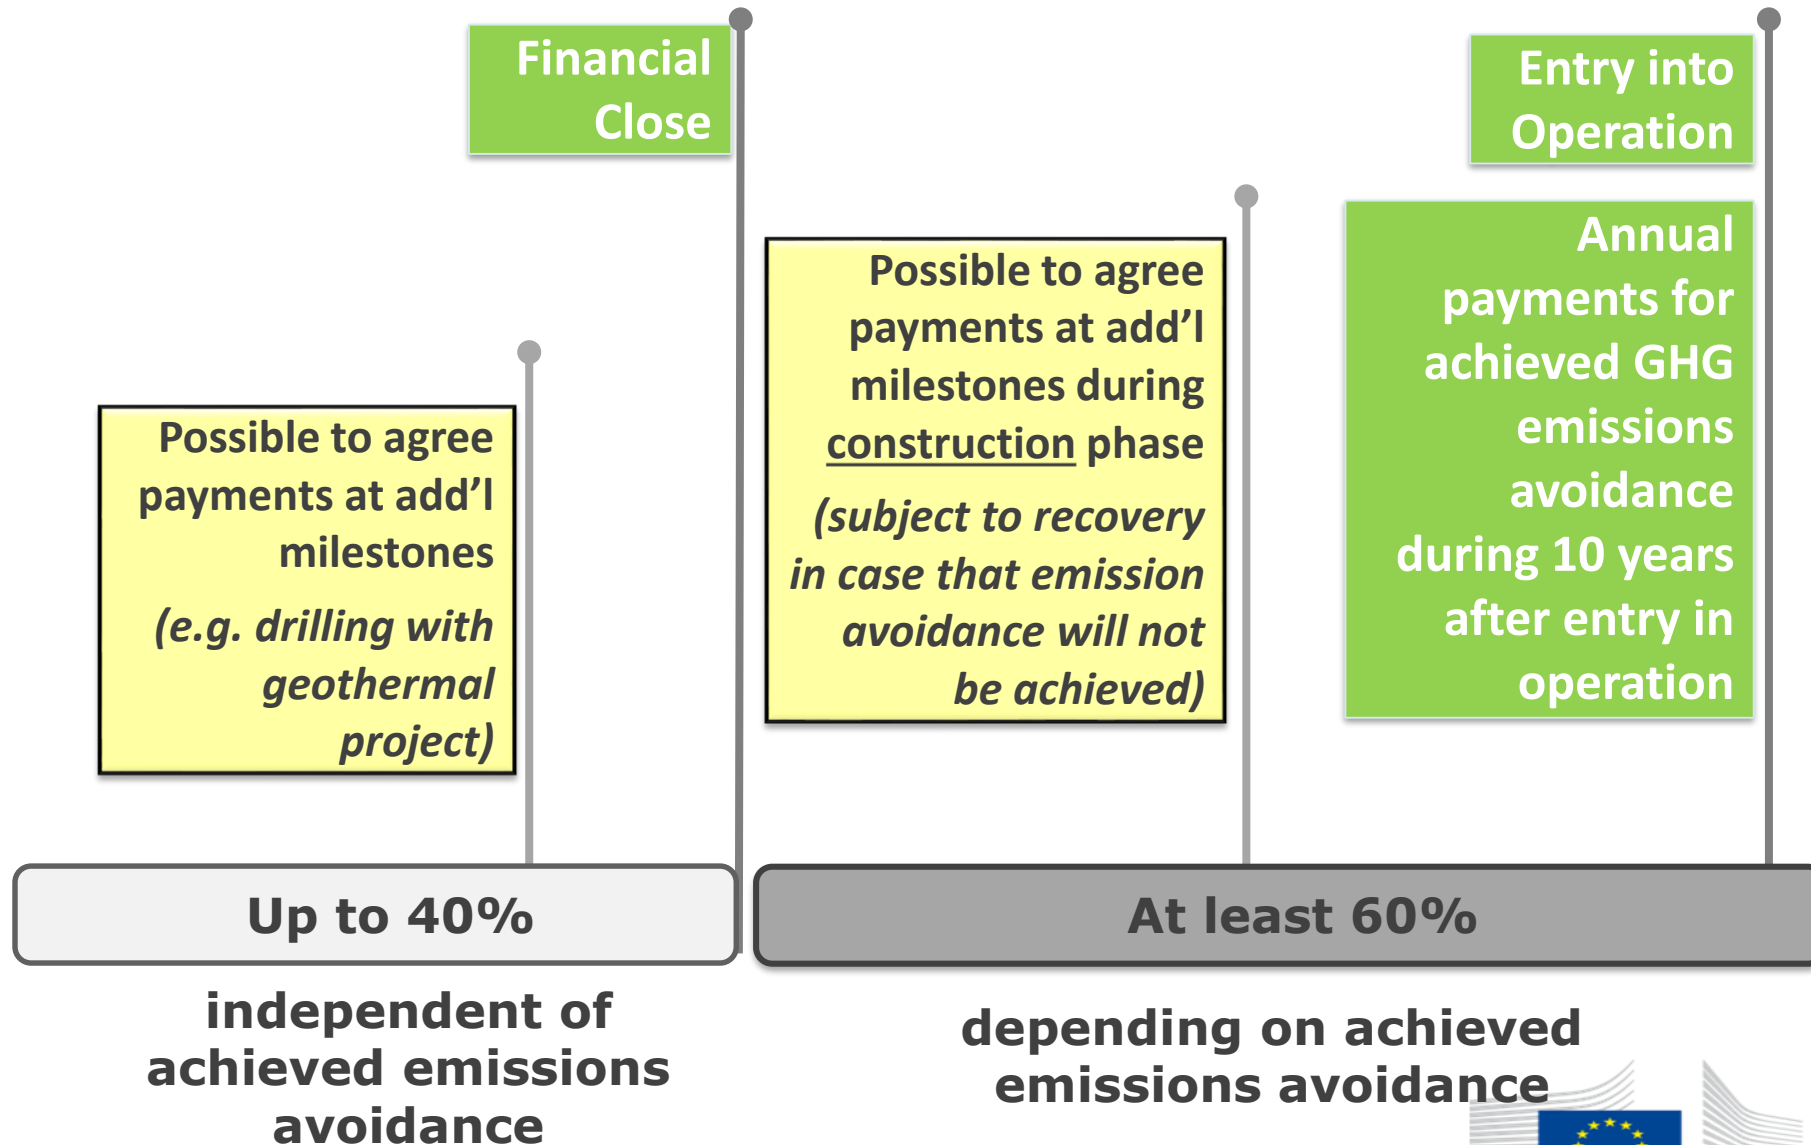 Financial
Close
Entry into
Operation
Possible to agree
payments at add’l
milestones
(e.g. drilling with
geothermal
project)
Possible to agree
payments at add’l
milestones during
construction phase
(subject to recovery
in case that emission
avoidance will not
be achieved)
Annual
payments for
achieved GHG
emissions
avoidance
during 10 years
after entry in
operation
Up to 40%
At least 60%
independent of
achieved emissions
avoidance
depending on achieved
emissions avoidance